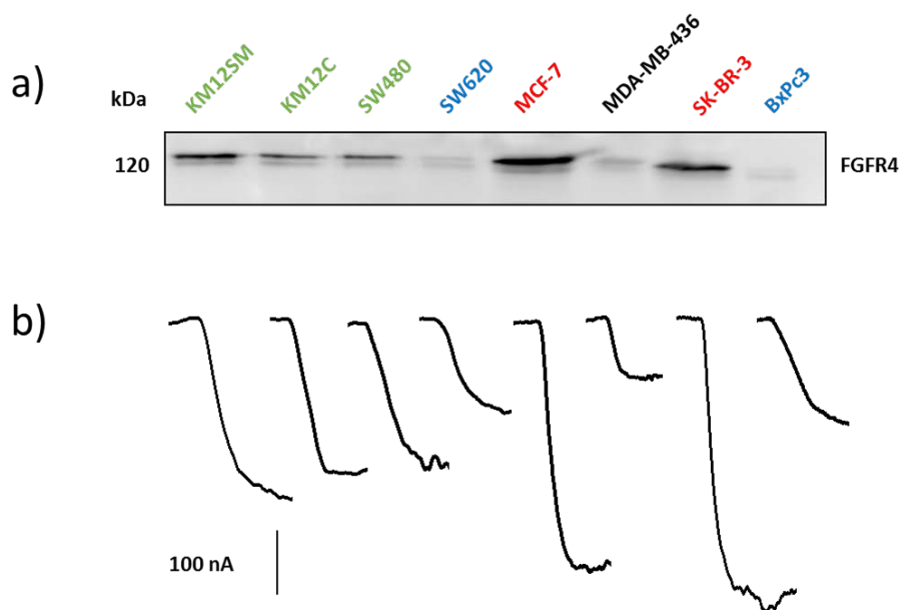 a)
kDa
KM12SM
KM12C
SW480
SW620
MCF-7
MDA-MB-436
SK-BR-3
BxPc3
120
FGFR4
b)
100 nA